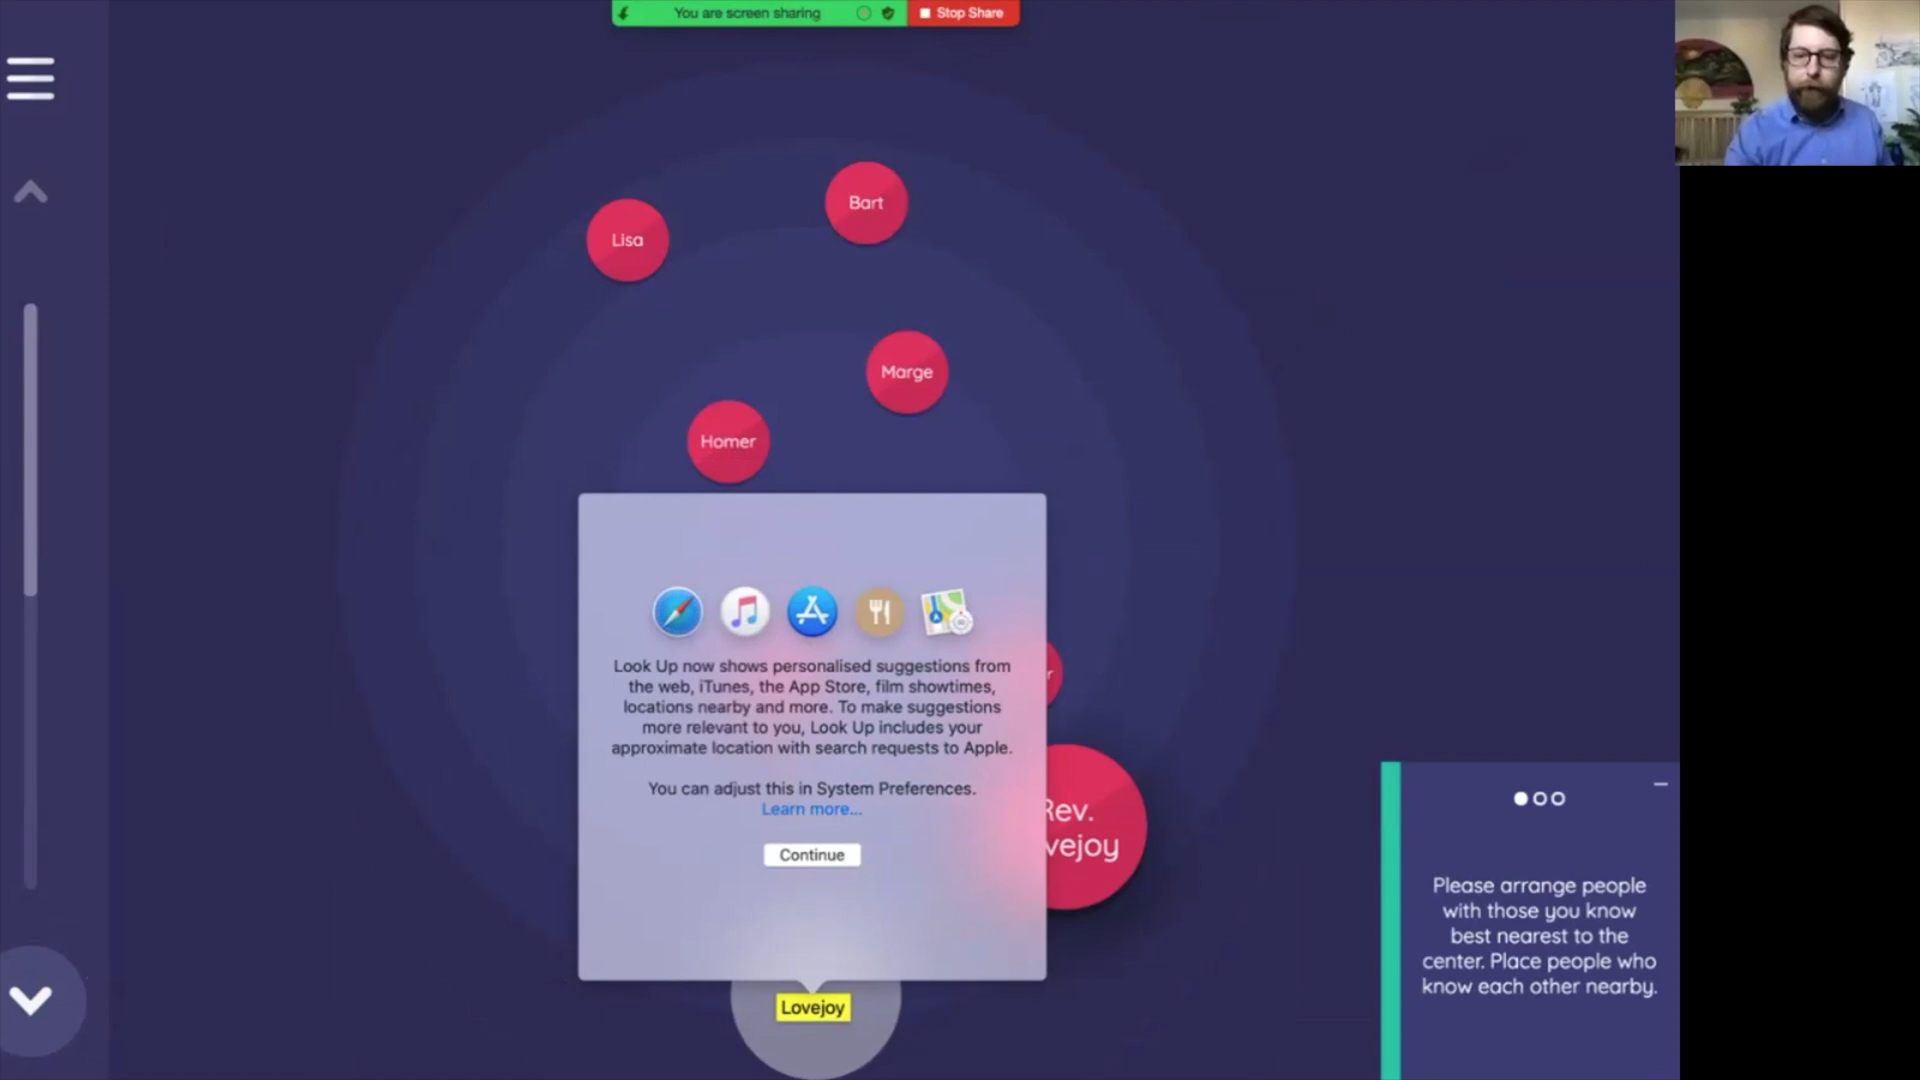 You are screen sharing
Stop Share
Bart
Lisa
Marge
Homer
Look Up now shows personalised suggestions from
the web, iTunes, the App Store, film showtimes,
locations nearby and more. To make suggestions
more relevant to you, Look Up includes your
approximate location with search requests to Apple.
You can adjust this in System Preferences.
Learn more...
Continue
r
Rev.
vejoy
Lovejoy
Please arrange people
with those you know
best nearest to the
center. Place people who
know each other nearby.